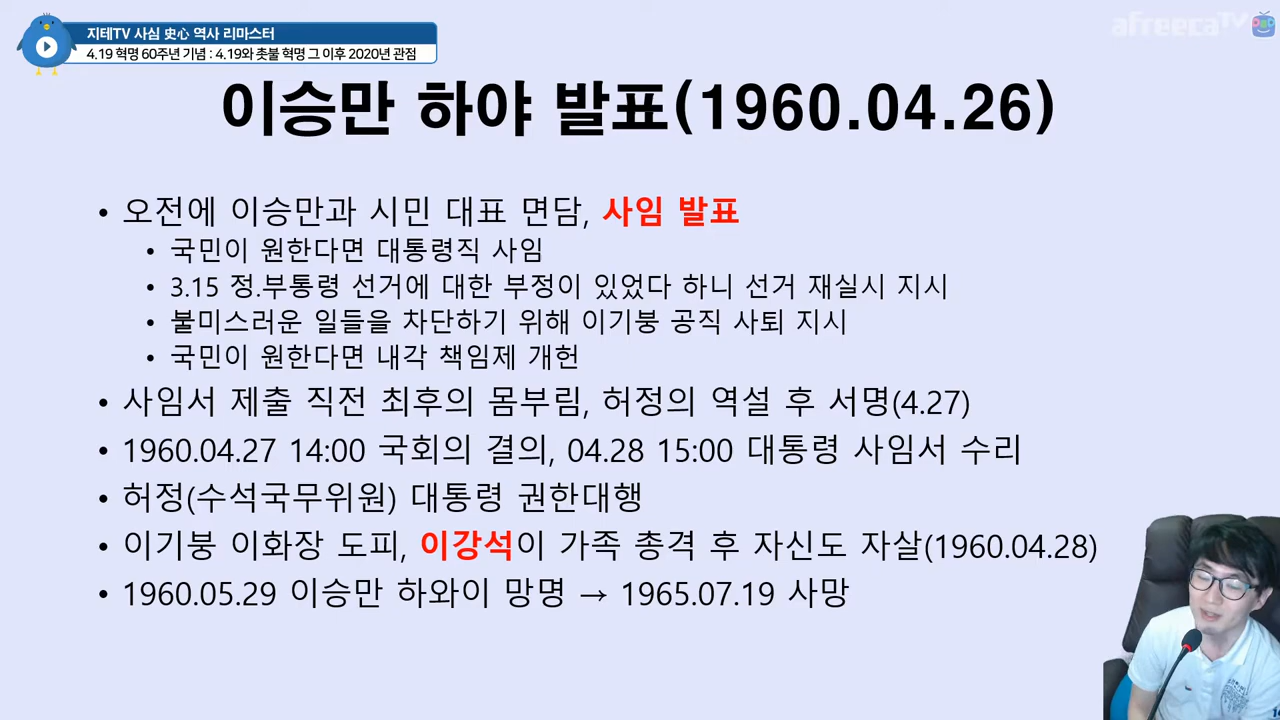 지테TV 사심 史心 역사 리마스터
4.19 혁명 60주년 기념 : 4.19와 촛불 혁명 그 이후 2020년 관점
afreecaTV
이승만 하야 발표(1960.04.26)
• 오전에 이승만과 시민 대표 면담, 사임 발표
• 국민이 원한다면 대통령직 사임
• 3.15 정.부통령 선거에 대한 부정이 있었다 하니 선거 재실시 지시
• 불미스러운 일들을 차단하기 위해 이기붕 공직 사퇴 지시
• 국민이 원한다면 내각 책임제 개헌
• 사임서 제출 직전 최후의 몸부림, 허정의 역설 후 서명(4.27)
• 1960.04.27 14:00 국회의 결의, 04.28 15:00 대통령 사임서 수리
• 허정(수석국무위원) 대통령 권한대행
• 이기붕 이화장 도피, 이강석이 가족 총격 후 자신도 자살(1960.04.28)
• 1960.05.29 이승만 하와이 망명 → 1965.07.19 사망